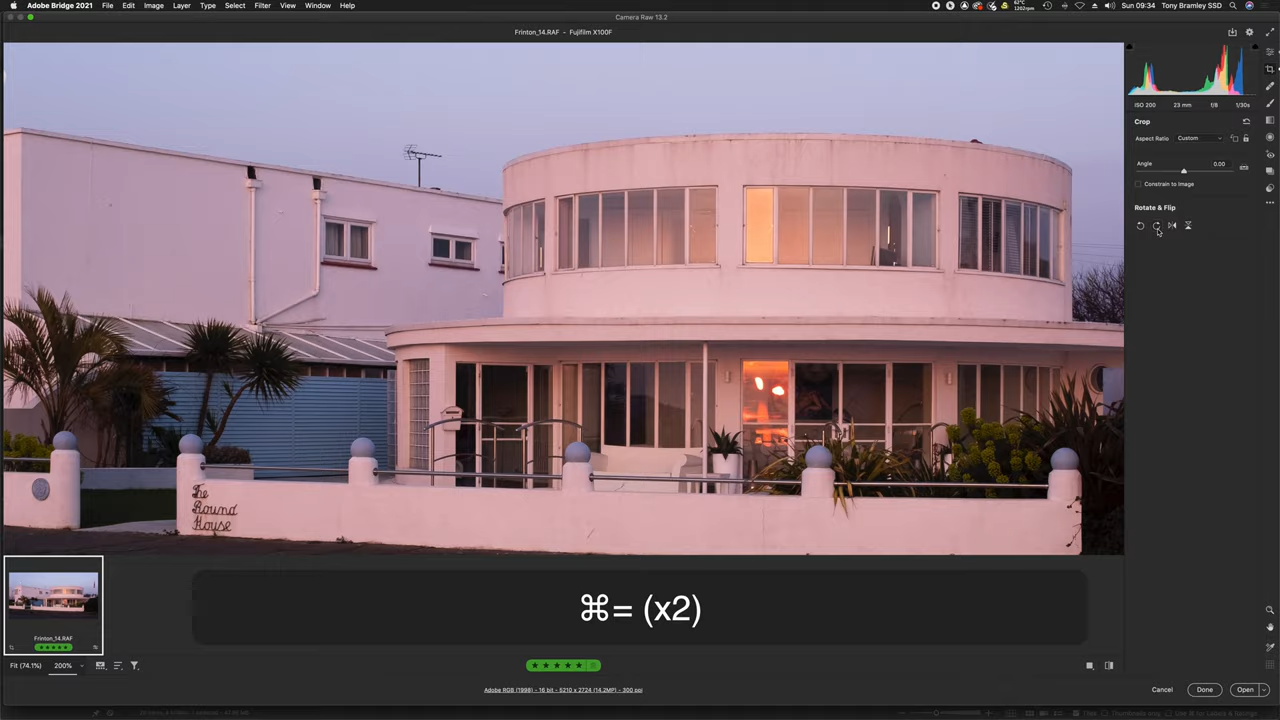 Adobe Bridge 2021 File Edit Image Layer Type Select Filter View Window Help
62°C
1202rpm
Sun 09:34 Tony Bramley SSD
Camera Raw 13.2
Frinton_14.RAF - Fujifilm X100F
ISO 200 23 mm f/8 1/30s
Crop
Aspect Ratio Custom
Angle 0.00
Constrain to Image
Rotate & Flip
The
Round
House
⌘= (x2)
Frinton_14.RAF
Fit (74.1%) 200%
Adobe RGB (1998) - 16 bit - 5210 x 2724 (14.2MP) - 300 ppi
Cancel Done Open